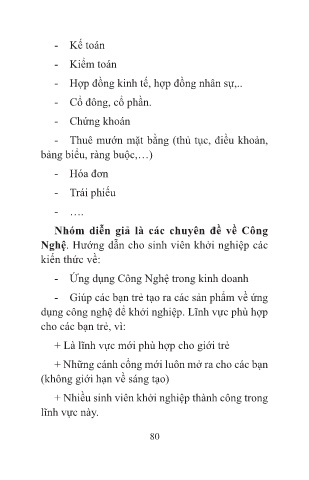 - Kế toán
- Kiểm toán
- Hợp đồng kinh tế, hợp đồng nhân sự,..
- Cổ đông, cổ phần.
- Chứng khoán
- Thuê mướn mặt bằng (thủ tục, điều khoản,
bảng biểu, ràng buộc,…)
- Hóa đơn
- Trái phiếu
- ….
Nhóm diễn giả là các chuyên đề về Công
Nghệ. Hướng dẫn cho sinh viên khởi nghiệp các
kiến thức về:
- Ứng dụng Công Nghệ trong kinh doanh
- Giúp các bạn trẻ tạo ra các sản phẩm về ứng
dụng công nghệ để khởi nghiệp. Lĩnh vực phù hợp
cho các bạn trẻ, vì:
+ Là lĩnh vực mới phù hợp cho giới trẻ
+ Những cánh cổng mới luôn mở ra cho các bạn
(không giới hạn về sáng tạo)
+ Nhiều sinh viên khởi nghiệp thành công trong
lĩnh vực này.
80